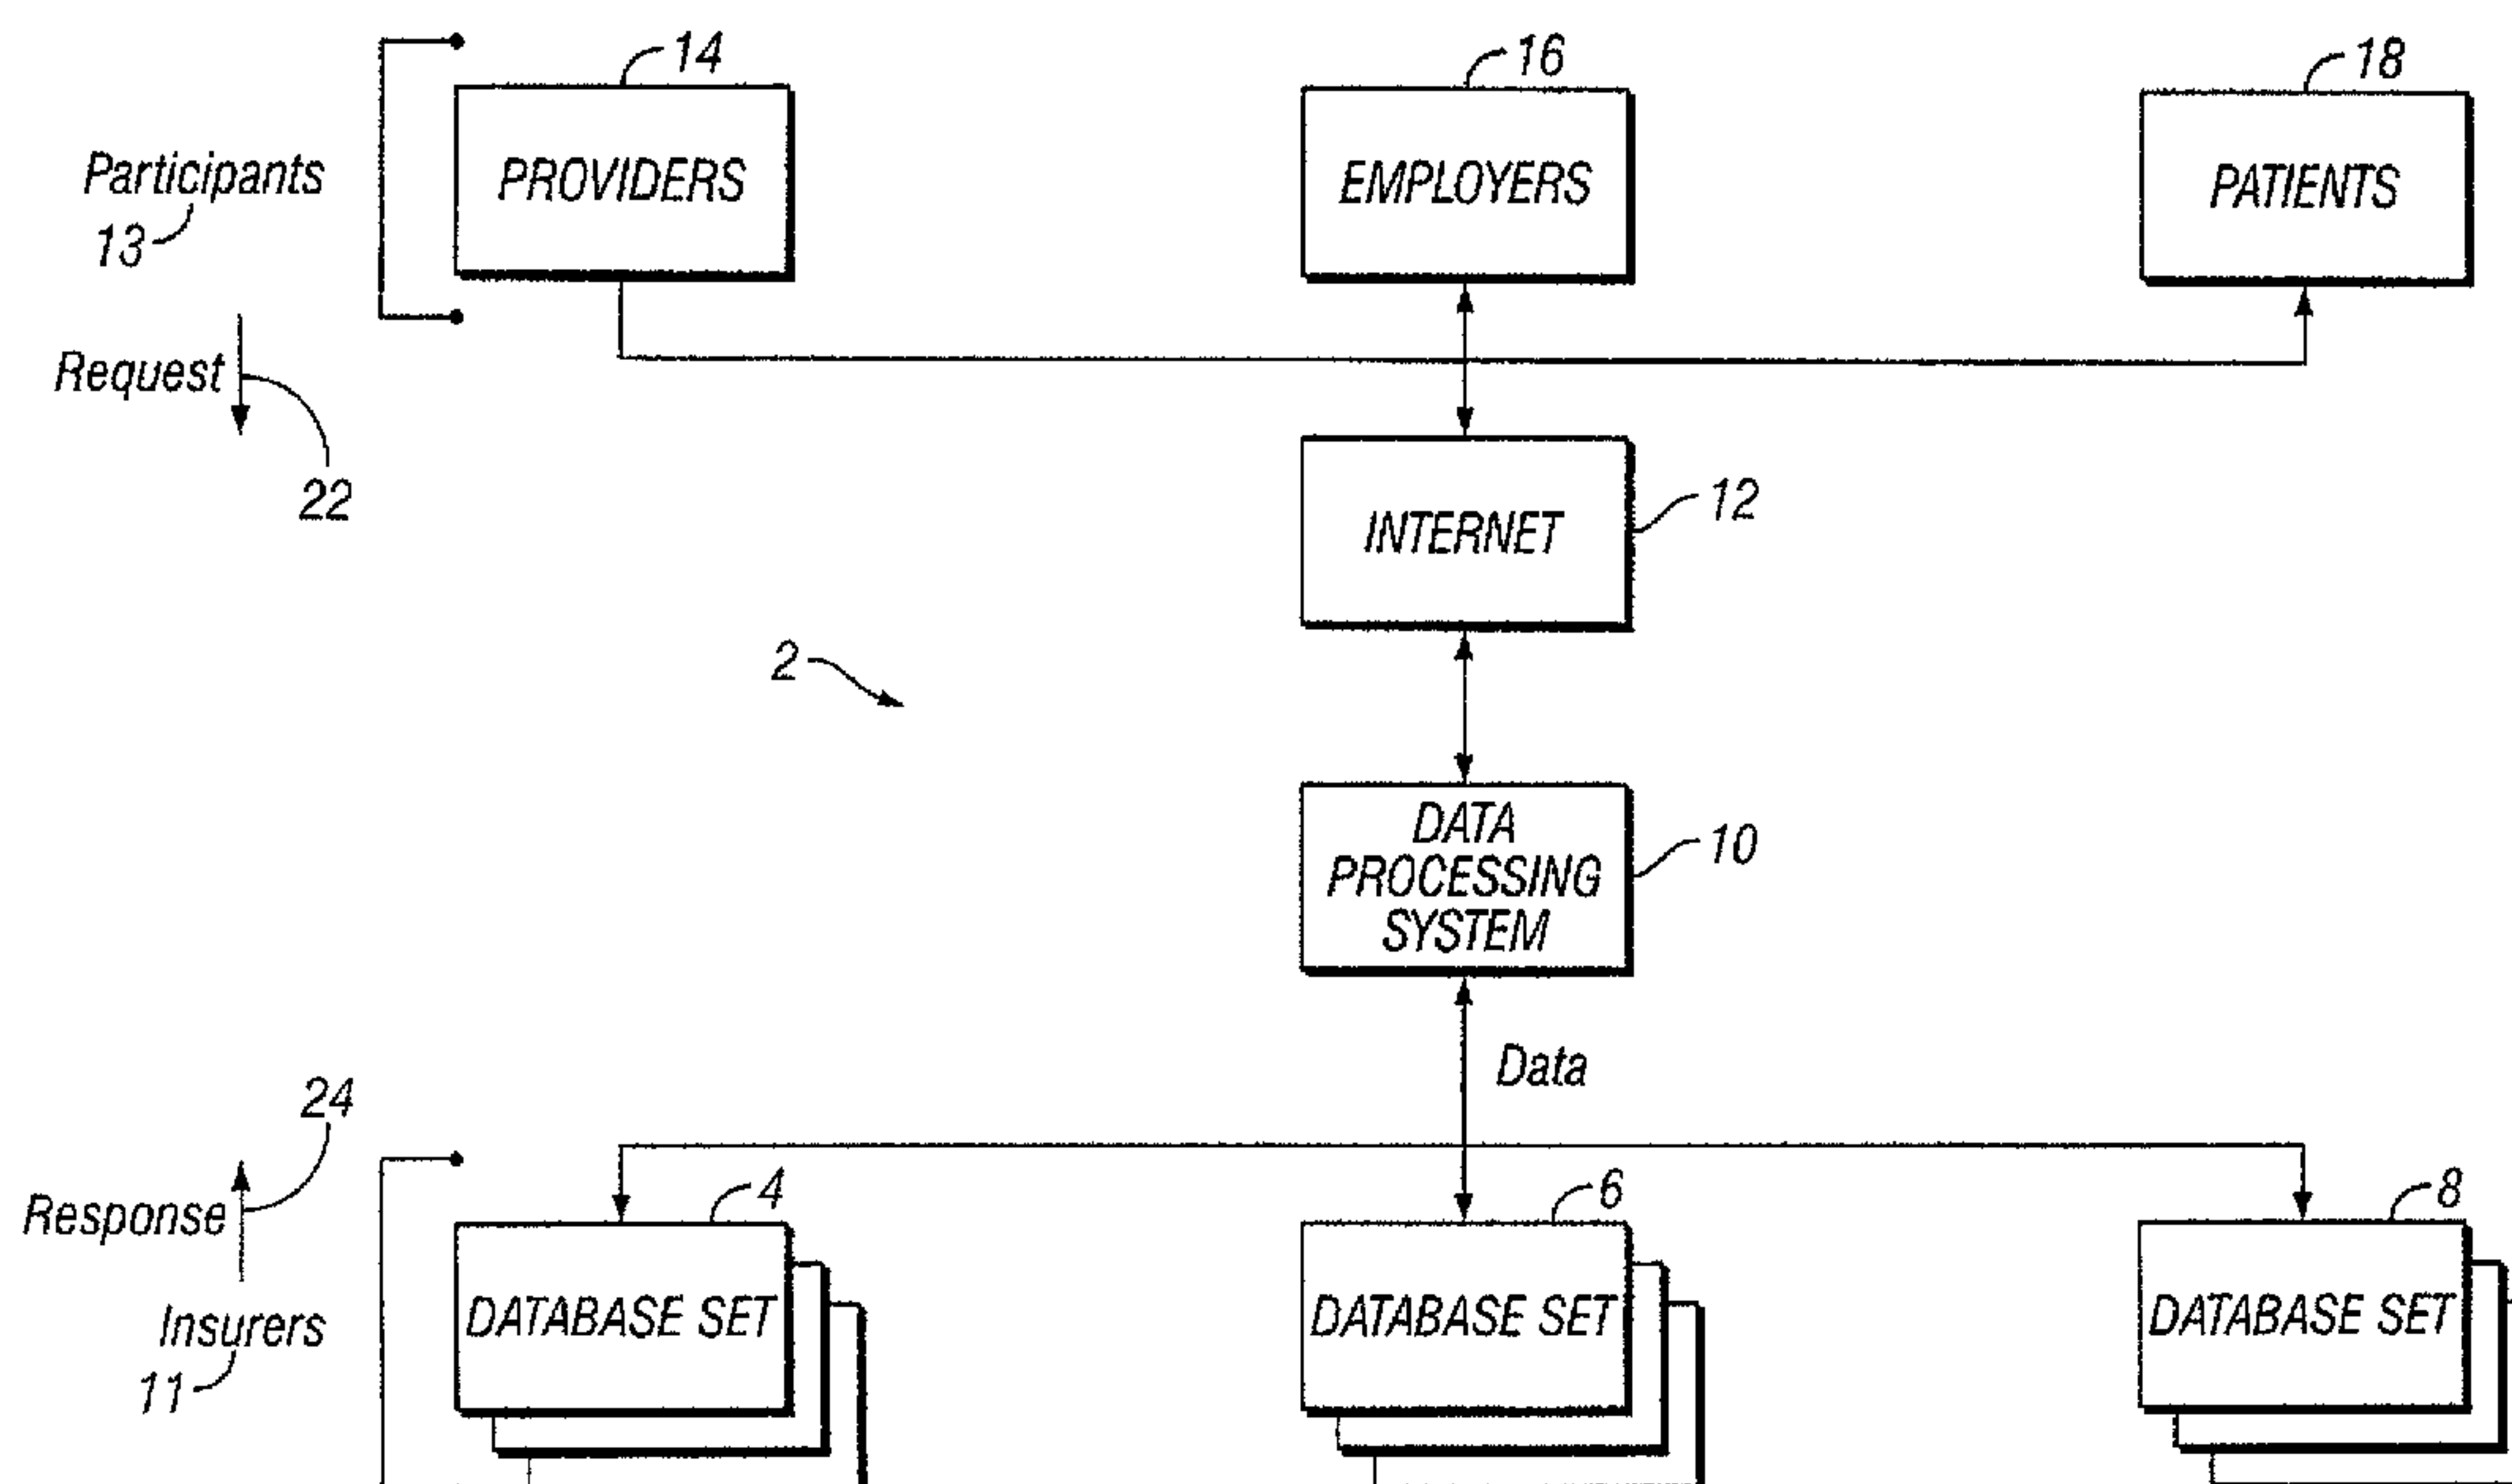 14
16
18
Participants
13
PROVIDERS
EMPLOYERS
PATIENTS
Request
22
INTERNET
12
2
DATA
PROCESSING
SYSTEM
10
Data
24
Response
4
6
8
Insurers
11
DATABASE SET
DATABASE SET
DATABASE SET